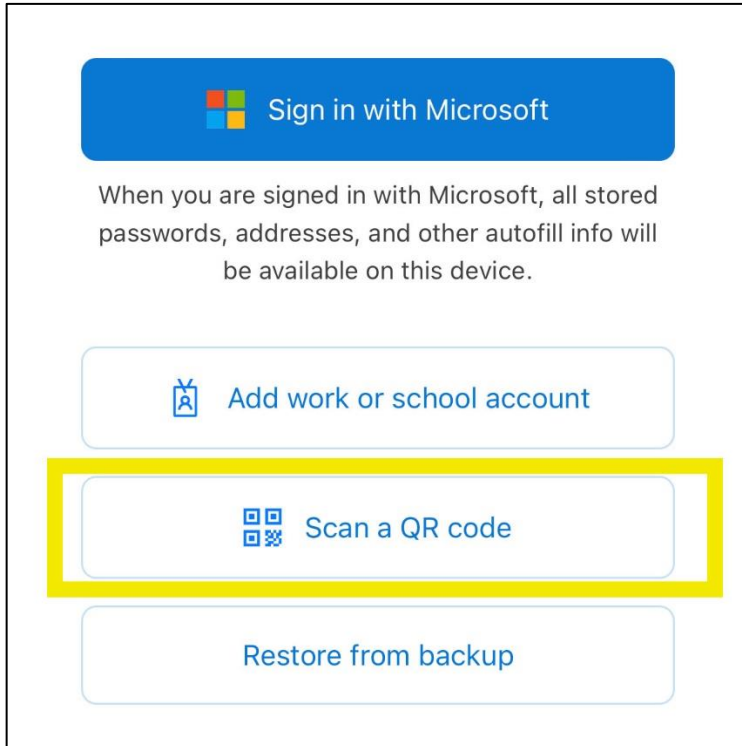 Sign in with Microsoft
When you are signed in with Microsoft, all stored
passwords, addresses, and other autofill info will
be available on this device.
Add work or school account
Scan a QR code
Restore from backup